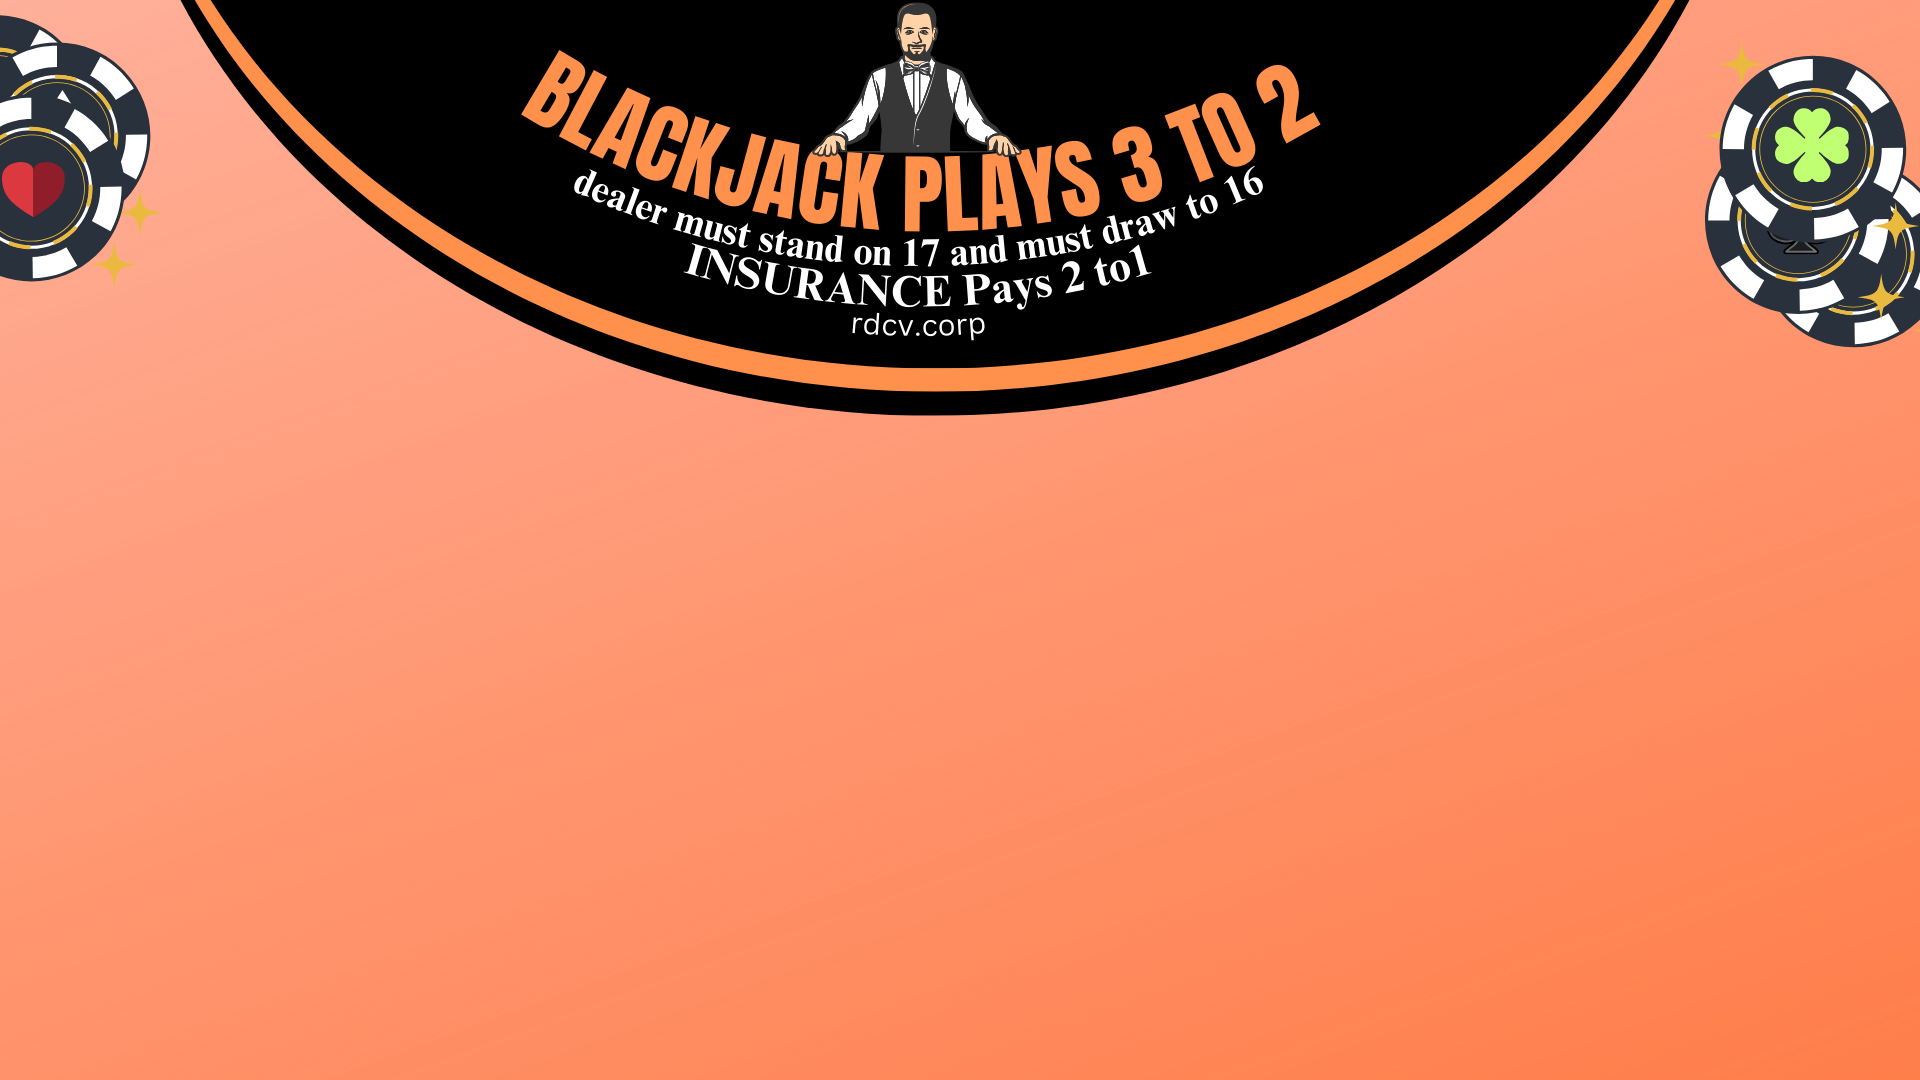 BLACKJACK PLAYS 3 TO 2
dealer must stand on 17 and must draw to 16
INSURANCE Pays 2 to1
rdcv.corp